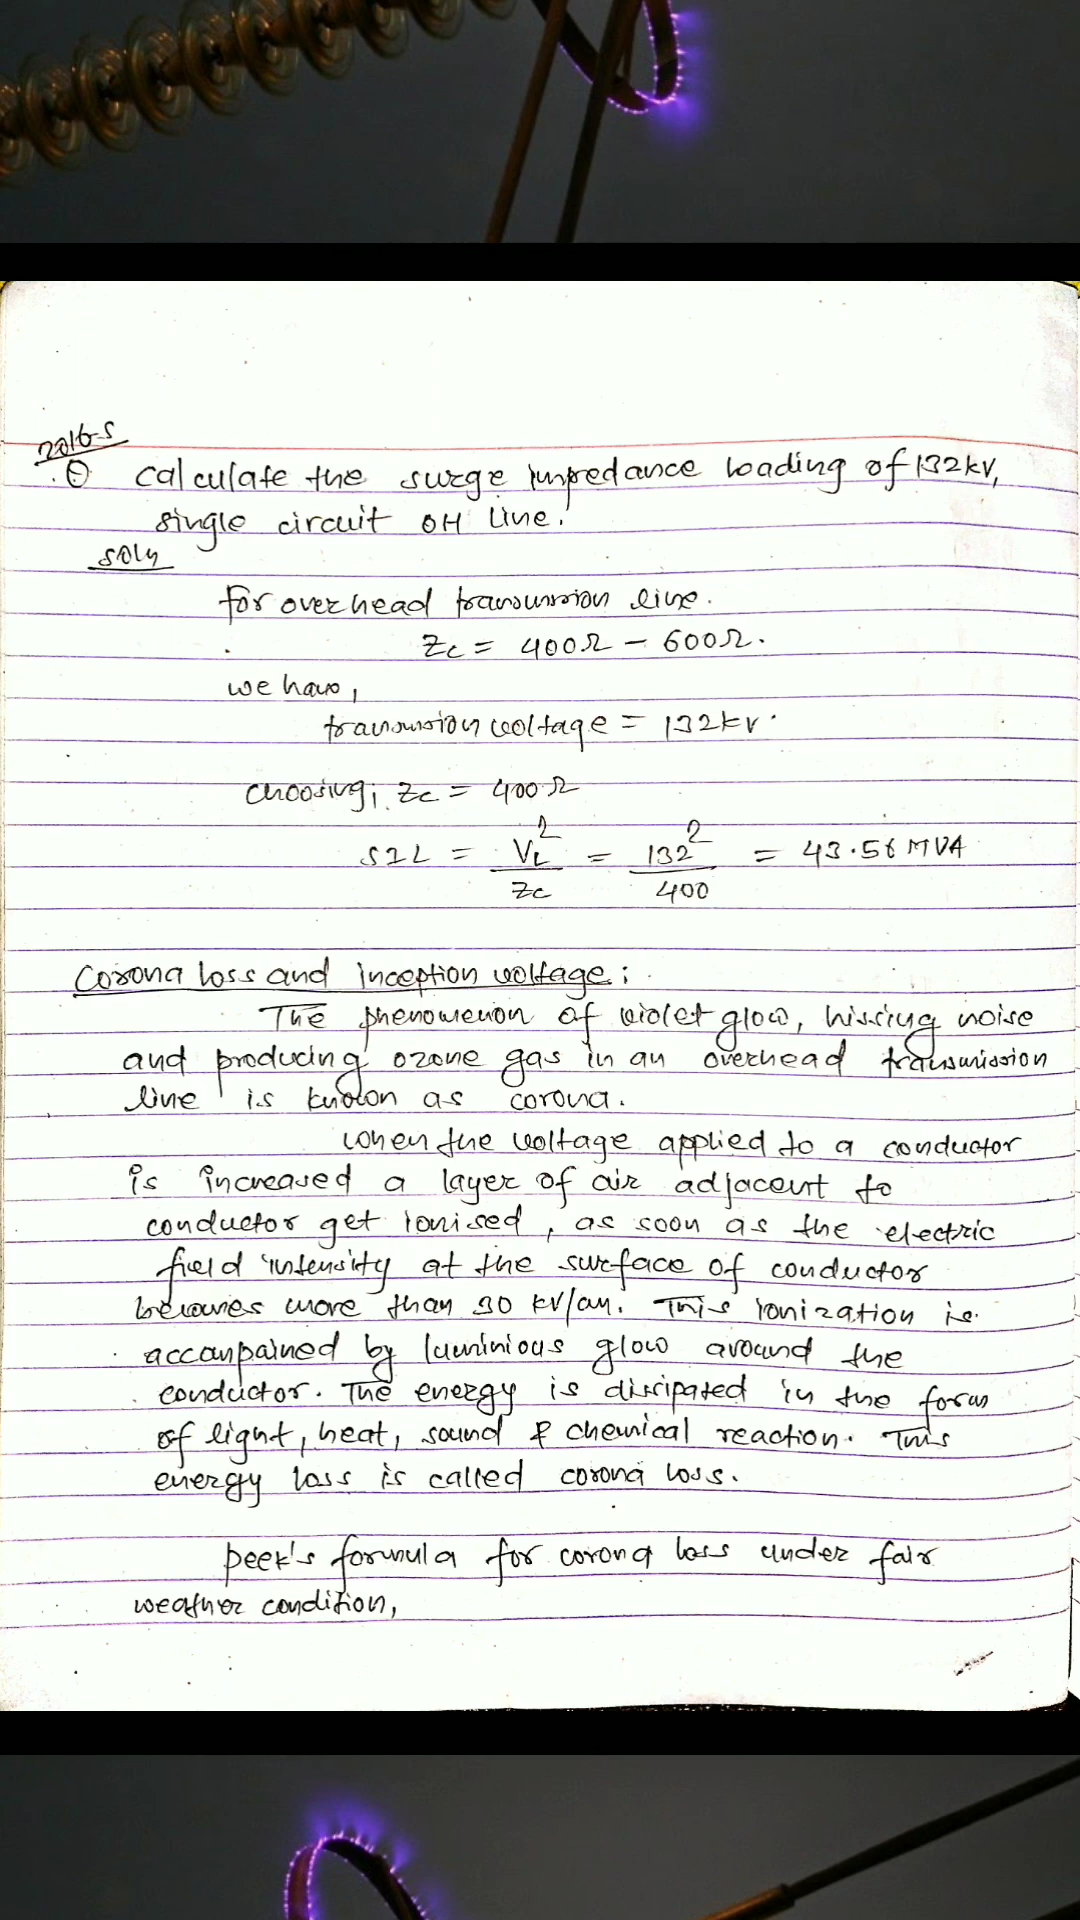 2016-S
Q Calculate the surge impedance loading of 132kV,
single circuit OH line.
Soln
for overhead transmission line.
Zc = 400Ω - 600Ω.
we have,
transmission voltage = 132kV.
choosing, Zc = 400Ω
SIL = VL² / Zc = 132² / 400 = 43.56 MVA
Corona loss and inception voltage:
The phenomenon of violet glow, hissing noise
and producing ozone gas in an overhead transmission
line is known as corona.
When the voltage applied to a conductor
is increased a layer of air adjacent to
conductor get ionised, as soon as the electric
field intensity at the surface of conductor
becomes more than 30 kV/cm. This ionization is
accompained by luminious glow around the
conductor. The energy is dissipated in the form
of light, heat, sound & chemical reaction. This
energy loss is called corona loss.
peek's formula for corona loss under fair
weather condition,